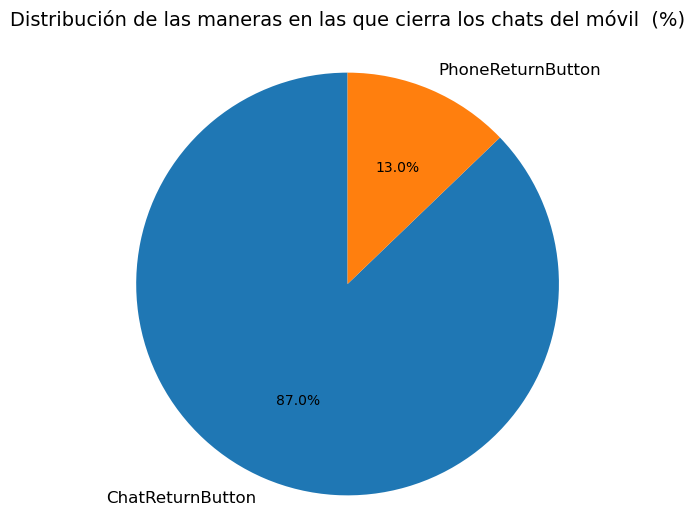 Distribución de las maneras en las que cierra los chats del móvil  (%)
PhoneReturnButton
13.0%
87.0%
ChatReturnButton